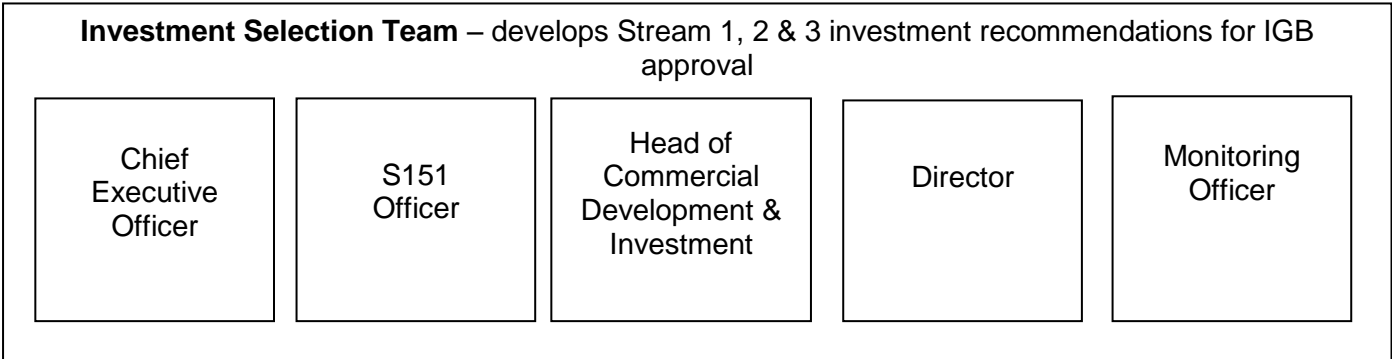 Investment Selection Team – develops Stream 1, 2 & 3 investment recommendations for IGB
approval
Chief
Executive
Officer
S151
Officer
Head of
Commercial
Development &
Investment
Director
Monitoring
Officer